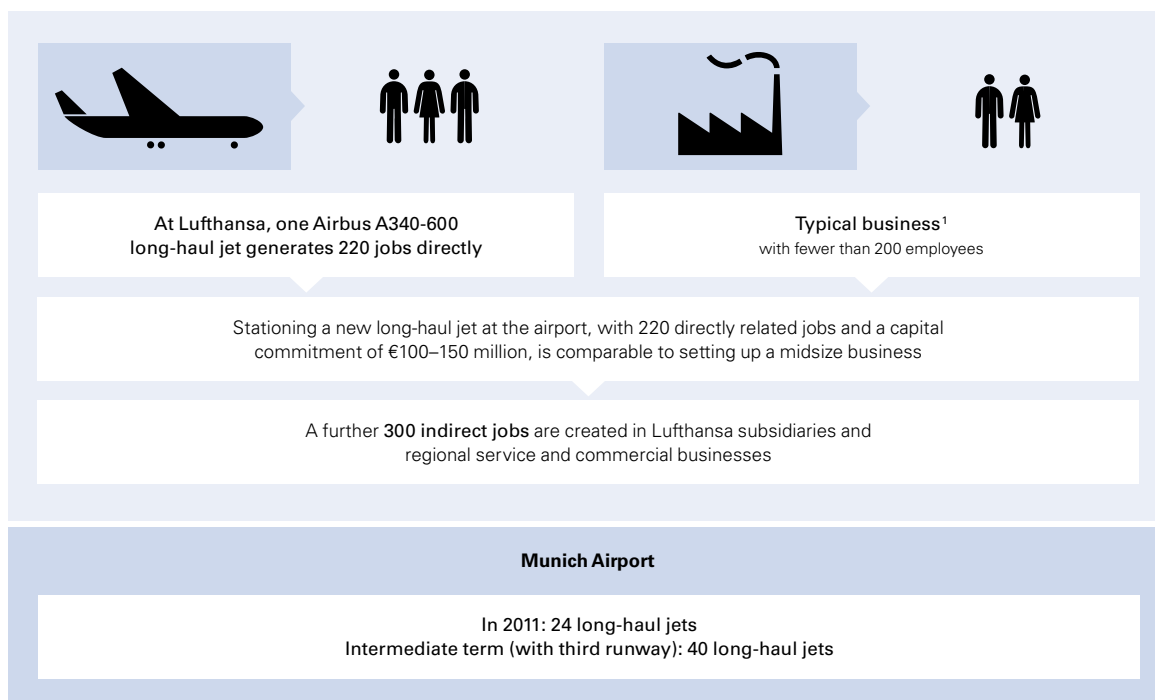 At Lufthansa, one Airbus A340-600
long-haul jet generates 220 jobs directly
Typical business¹
with fewer than 200 employees
Stationing a new long-haul jet at the airport, with 220 directly related jobs and a capital
commitment of €100–150 million, is comparable to setting up a midsize business
A further 300 indirect jobs are created in Lufthansa subsidiaries and
regional service and commercial businesses
Munich Airport
In 2011: 24 long-haul jets
Intermediate term (with third runway): 40 long-haul jets